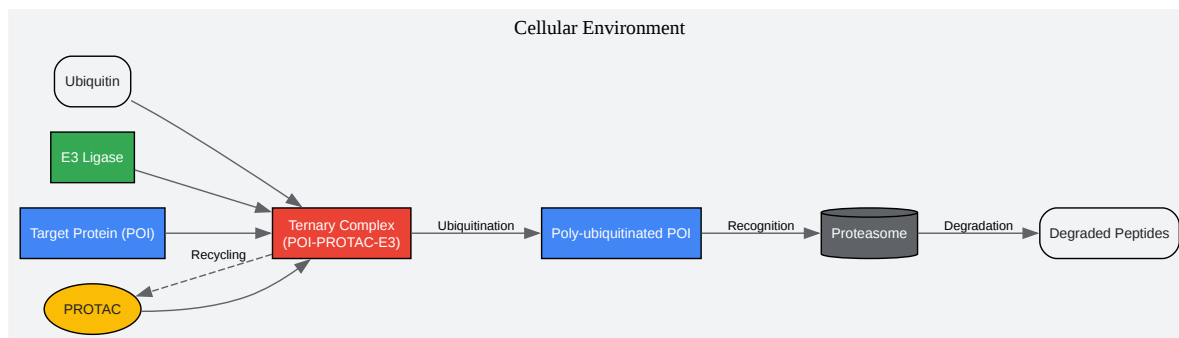 Cellular Environment
Ubiquitin
E3 Ligase
Target Protein (POI)
Ternary Complex
(POI-PROTAC-E3)
Ubiquitination
Poly-ubiquitinated POI
Recognition
Proteasome
Degradation
Degraded Peptides
Recycling
PROTAC